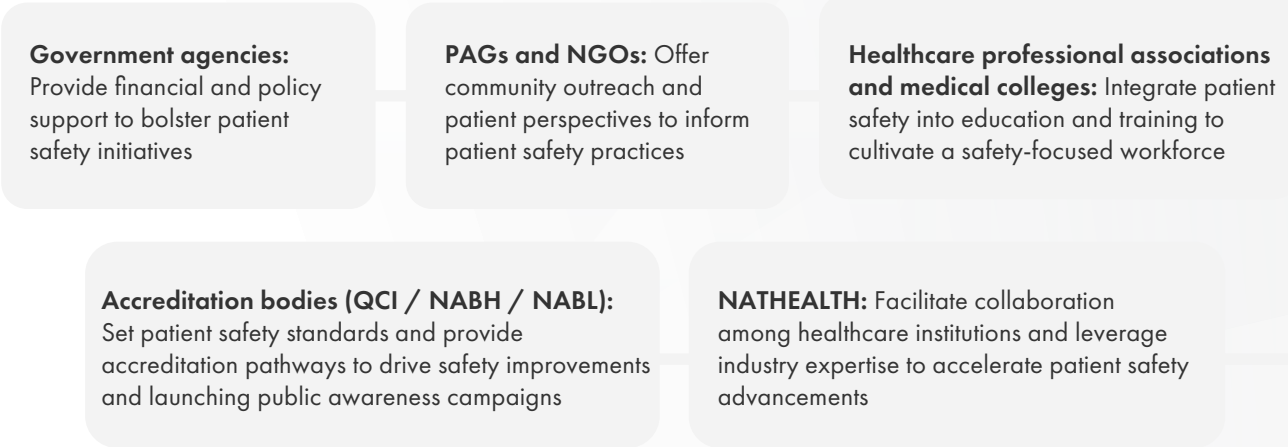 Government agencies:
Provide financial and policy
support to bolster patient
safety initiatives
PAGs and NGOs: Offer
community outreach and
patient perspectives to inform
patient safety practices
Healthcare professional associations
and medical colleges: Integrate patient
safety into education and training to
cultivate a safety-focused workforce
Accreditation bodies (QCI / NABH / NABL):
Set patient safety standards and provide
accreditation pathways to drive safety improvements
and launching public awareness campaigns
NATHEALTH: Facilitate collaboration
among healthcare institutions and leverage
industry expertise to accelerate patient safety
advancements